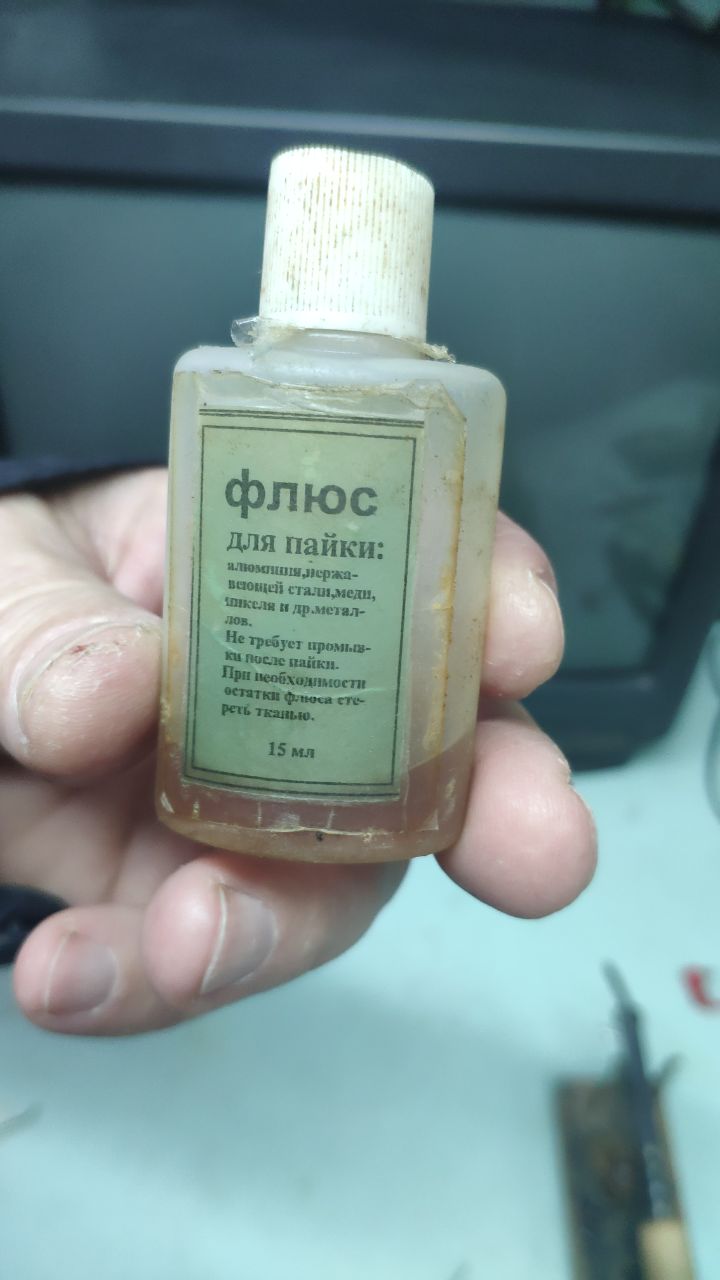 флюс
для пайки:
алюминия,нержа-
веющей стали,меди,
никеля и др.метал-
лов.
Не требует промыв-
ки после пайки.
При необходимости
остатки флюса сте-
реть тканью.
15 мл